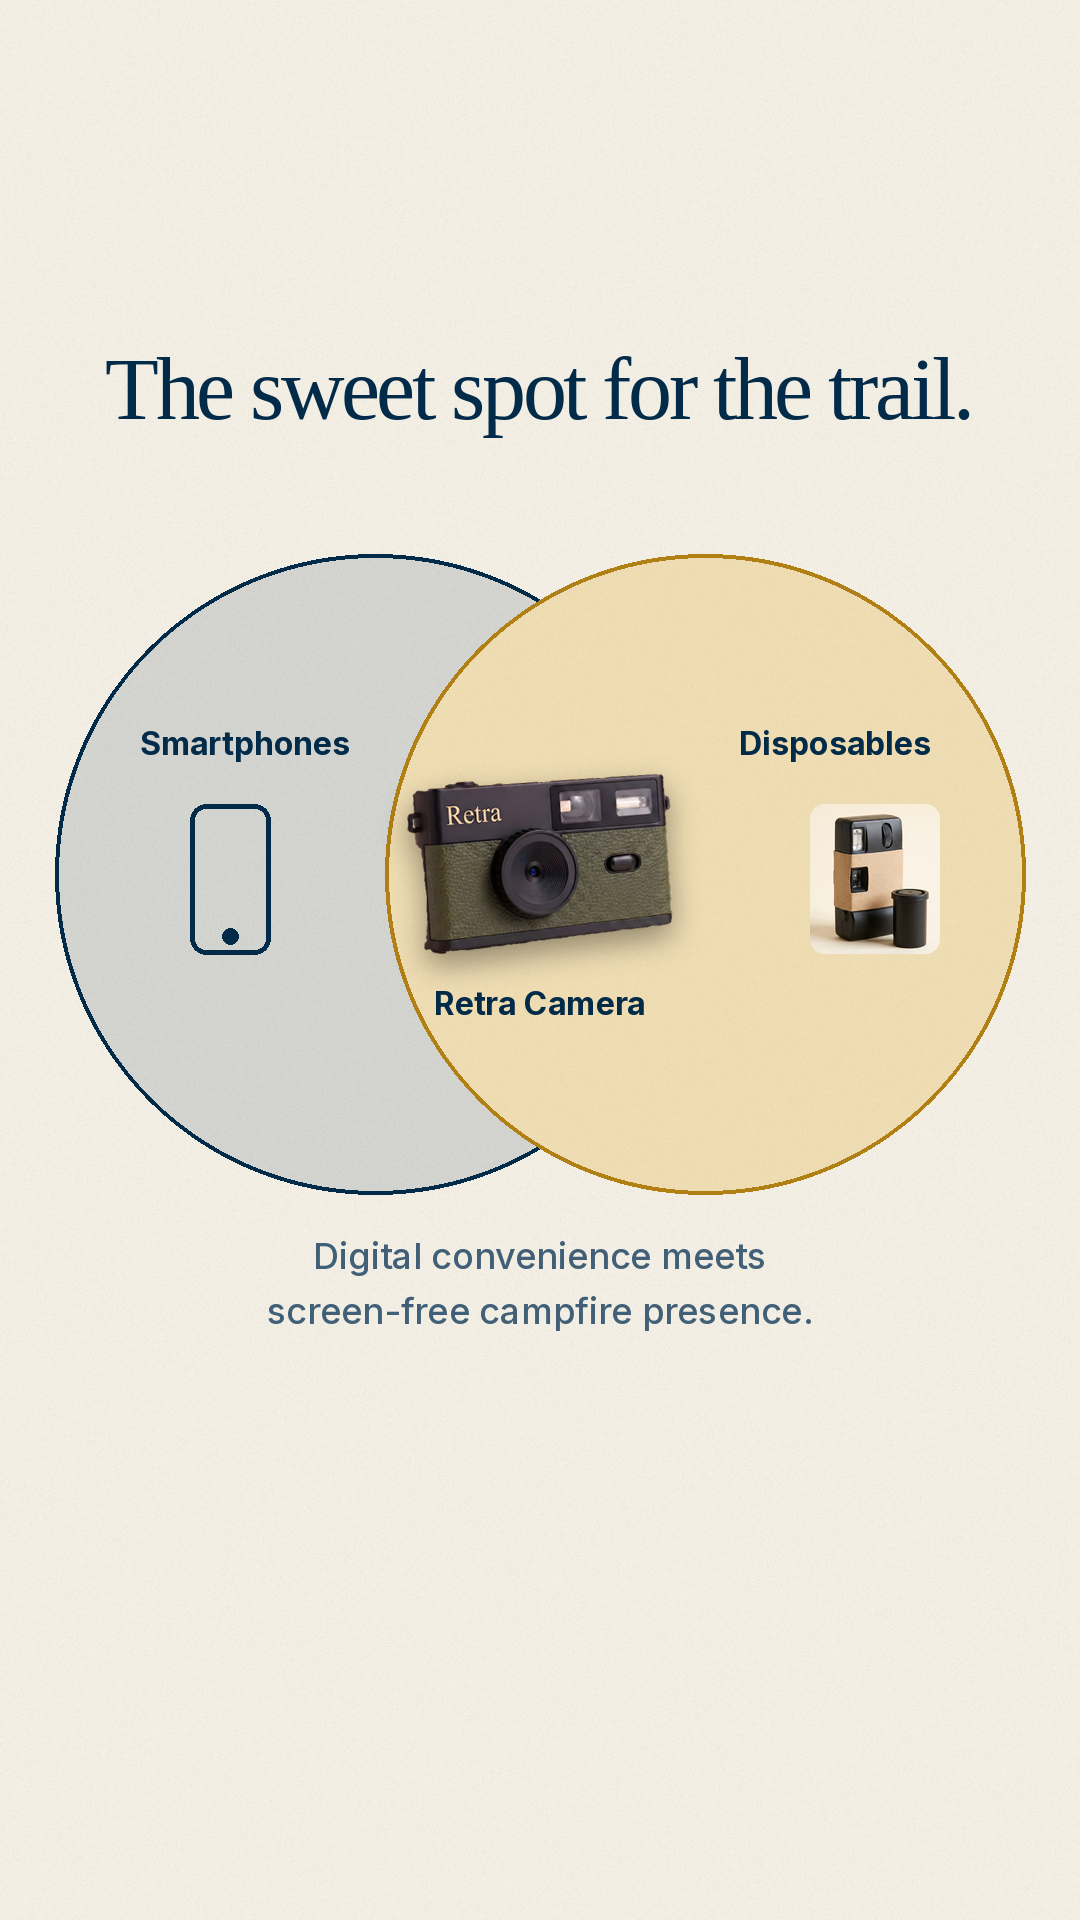 The sweet spot for the trail.
Smartphones
Disposables
Retra
Retra Camera
Digital convenience meets
screen-free campfire presence.